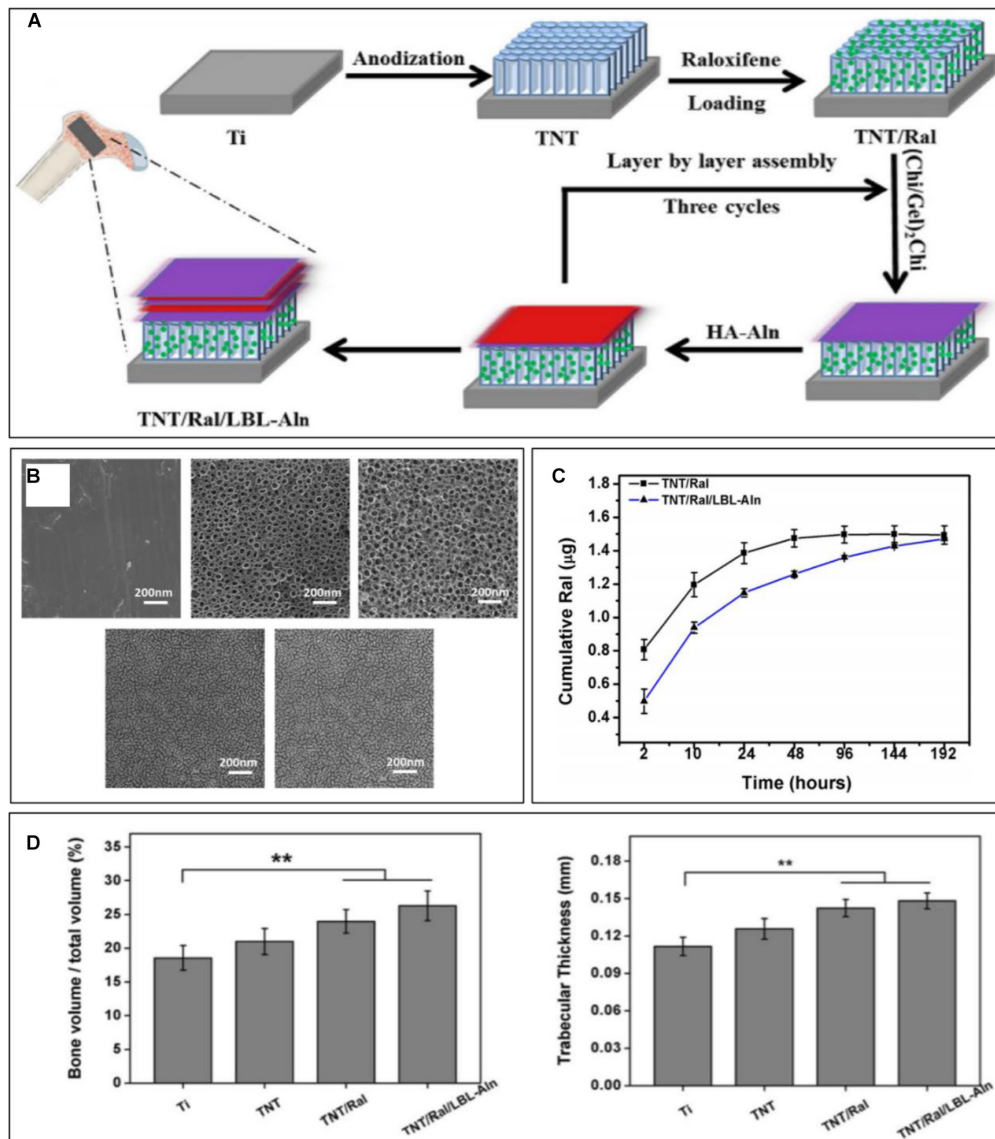 A
Anodization
Raloxifene
Loading
Ti
TNT
TNT/Ral
Layer by layer assembly
Three cycles
(Chi/Gel)₂Chi
HA-Aln
TNT/Ral/LBL-Aln
B
200nm
200nm
200nm
200nm
200nm
C
TNT/Ral
TNT/Ral/LBL-Aln
Cumulative Ral (μg)
1.8
1.6
1.4
1.2
1.0
0.8
0.6
0.4
2 10 24 48 96 144 192
Time (hours)
D
Bone volume / total volume (%)
35
30
25
20
15
10
5
0
**
Ti TNT TNT/Ral TNT/Ral/LBL-Aln
Trabecular Thickness (mm)
0.18
0.15
0.12
0.09
0.06
0.03
0.00
**
Ti TNT TNT/Ral TNT/Ral/LBL-Aln